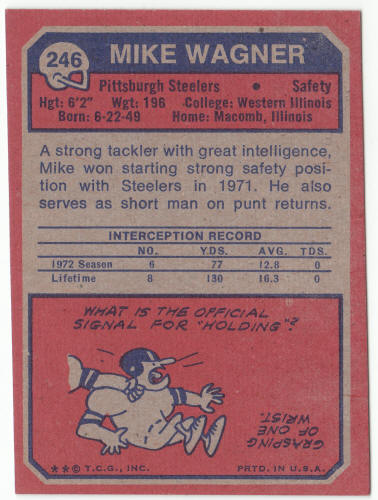 246
MIKE WAGNER
Pittsburgh Steelers • Safety
Hgt: 6'2" Wgt: 196 College: Western Illinois
Born: 6-22-49 Home: Macomb, Illinois
A strong tackler with great intelligence,
Mike won starting strong safety posi-
tion with Steelers in 1971. He also
serves as short man on punt returns.
INTERCEPTION RECORD
NO. YDS. AVG. TDS.
1972 Season 6 77 12.8 0
Lifetime 8 130 16.3 0
WHAT IS THE OFFICIAL
SIGNAL FOR "HOLDING"?
GRASPING
OF ONE
WRIST.
**© T.C.G., INC. PRTD. IN U.S.A.